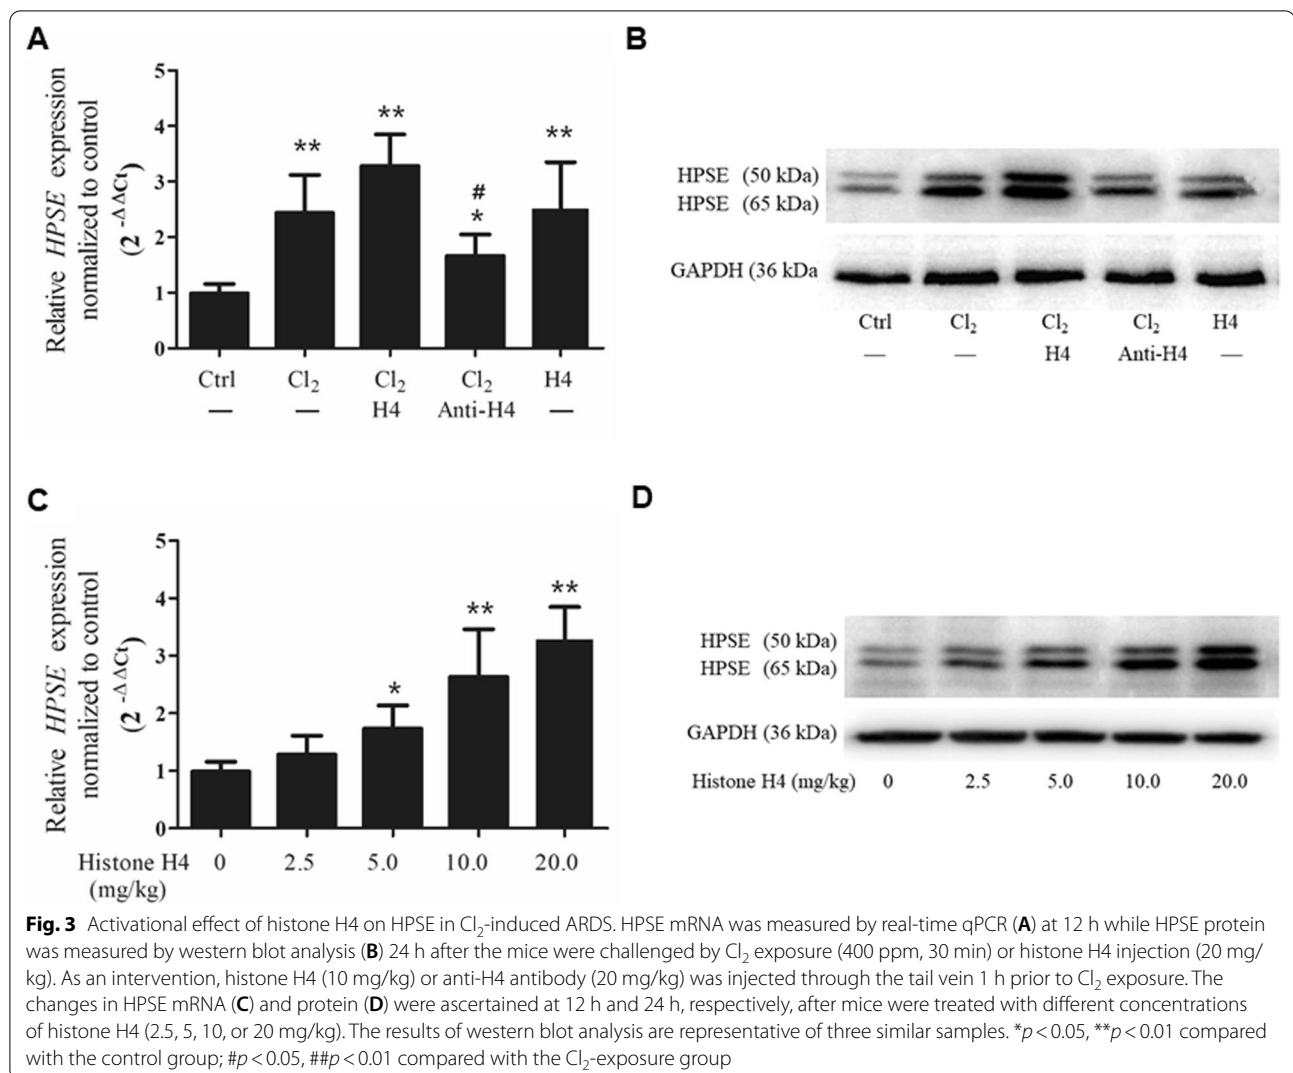 A
Relative HPSE expression
normalized to control
(2 -ΔΔCt)
5
4
3
2
1
0
**
**
#
*
**
Ctrl Cl₂ Cl₂ Cl₂ H4
— — H4 Anti-H4 —
B
HPSE (50 kDa)
HPSE (65 kDa)
GAPDH (36 kDa
Ctrl Cl₂ Cl₂ Cl₂ H4
— — H4 Anti-H4 —
C
Relative HPSE expression
normalized to control
(2 -ΔΔCt)
5
4
3
2
1
0
*
**
**
Histone H4 0 2.5 5.0 10.0 20.0
(mg/kg)
D
HPSE (50 kDa)
HPSE (65 kDa)
GAPDH (36 kDa)
Histone H4 (mg/kg) 0 2.5 5.0 10.0 20.0
Fig. 3 Activational effect of histone H4 on HPSE in Cl₂-induced ARDS. HPSE mRNA was measured by real-time qPCR (A) at 12 h while HPSE protein
was measured by western blot analysis (B) 24 h after the mice were challenged by Cl₂ exposure (400 ppm, 30 min) or histone H4 injection (20 mg/
kg). As an intervention, histone H4 (10 mg/kg) or anti-H4 antibody (20 mg/kg) was injected through the tail vein 1 h prior to Cl₂ exposure. The
changes in HPSE mRNA (C) and protein (D) were ascertained at 12 h and 24 h, respectively, after mice were treated with different concentrations
of histone H4 (2.5, 5, 10, or 20 mg/kg). The results of western blot analysis are representative of three similar samples. *p < 0.05, **p < 0.01 compared
with the control group; #p < 0.05, ##p < 0.01 compared with the Cl₂-exposure group